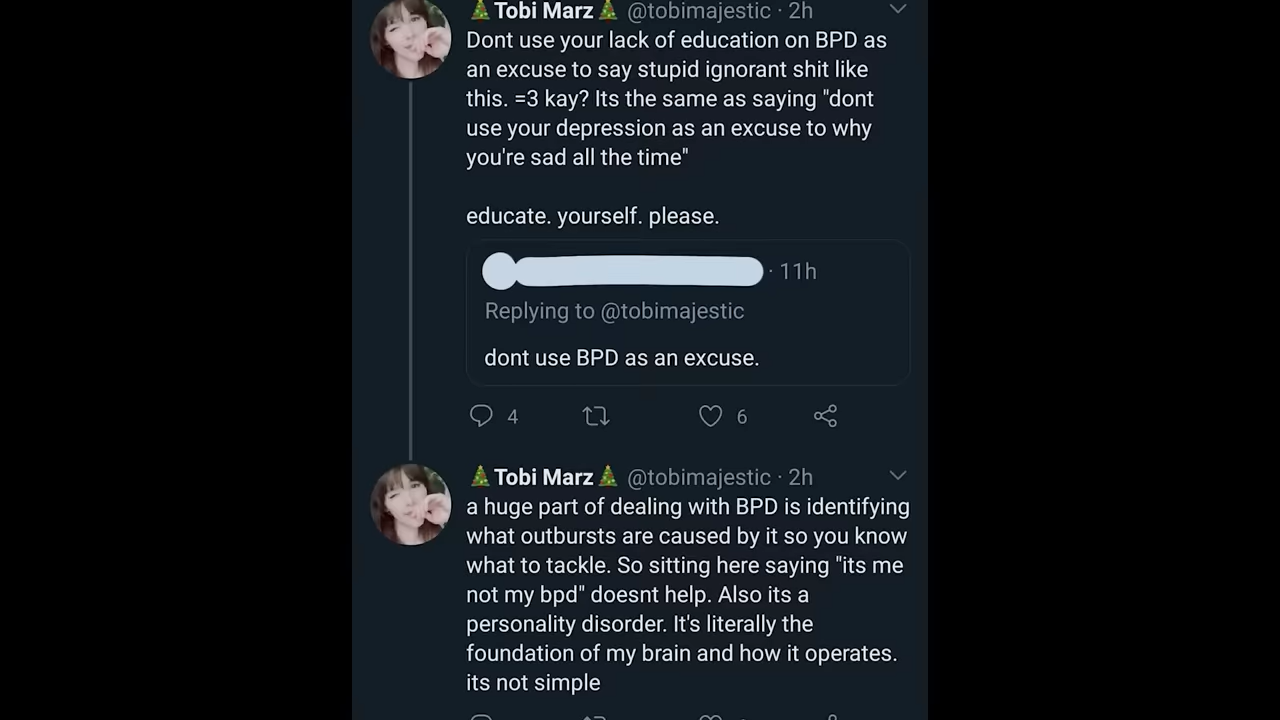 🎄Tobi Marz🎄 @tobimajestic · 2h
Dont use your lack of education on BPD as
an excuse to say stupid ignorant shit like
this. =3 kay? Its the same as saying "dont
use your depression as an excuse to why
you're sad all the time"
educate. yourself. please.
· 11h
Replying to @tobimajestic
dont use BPD as an excuse.
4 6
🎄Tobi Marz🎄 @tobimajestic · 2h
a huge part of dealing with BPD is identifying
what outbursts are caused by it so you know
what to tackle. So sitting here saying "its me
not my bpd" doesnt help. Also its a
personality disorder. It's literally the
foundation of my brain and how it operates.
its not simple